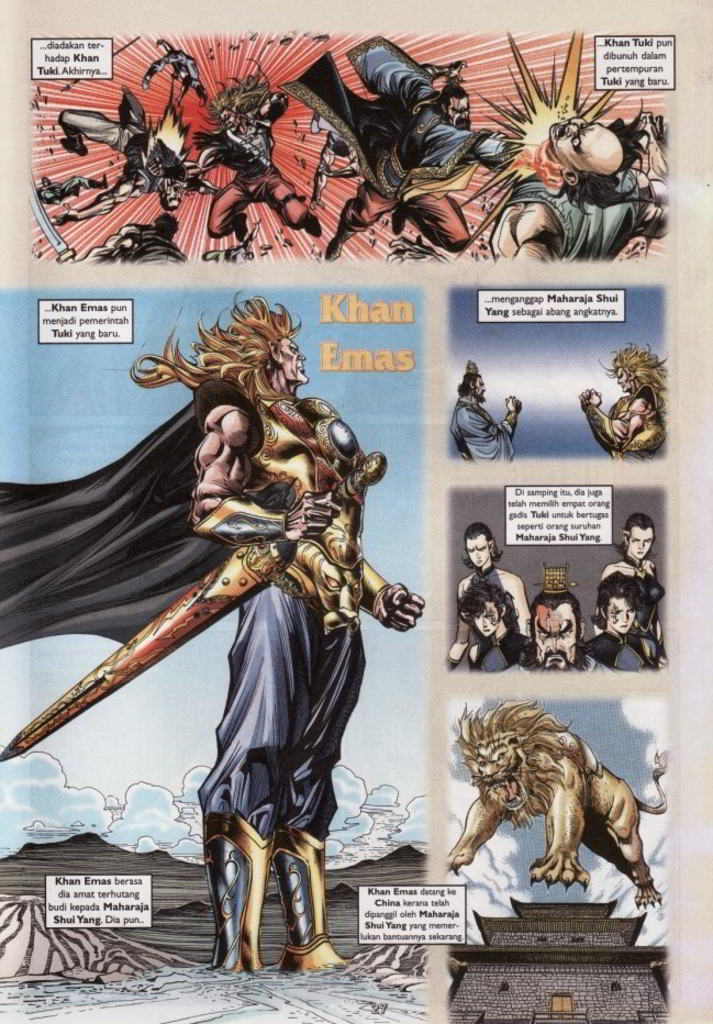 ...diadakan ter-
hadap Khan
Tuki. Akhirnya...
...Khan Tuki pun
dibunuh dalam
pertempuran
Tuki yang baru.
...Khan Emas pun
menjadi pemerintah
Tuki yang baru.
Khan
Emas
...menganggap Maharaja Shui
Yang sebagai abang angkatnya.
Di samping itu, dia juga
telah memilih empat orang
gadis Tuki untuk bertugas
seperti orang suruhan
Maharaja Shui Yang.
Khan Emas berasa
dia amat terhutang
budi kepada Maharaja
Shui Yang. Dia pun..
Khan Emas datang ke
China kerana telah
dipanggil oleh Maharaja
Shui Yang yang memer-
lukan bantuannya sekarang.
27